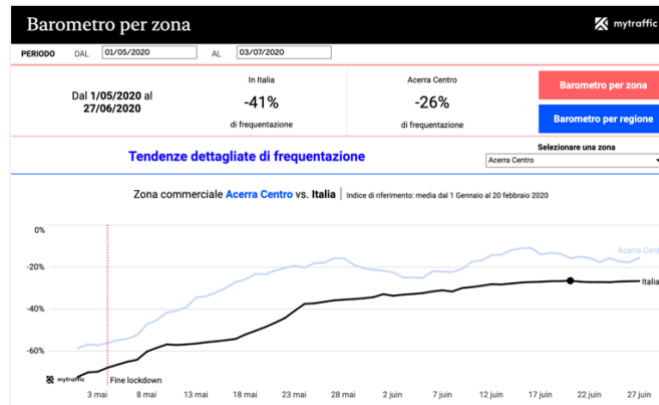 Barometro per zona
mytraffic
PERIODO DAL 01/05/2020 AL 03/07/2020
Dal 1/05/2020 al
27/06/2020
In Italia
-41%
di frequentazione
Acerra Centro
-26%
di frequentazione
Barometro per zona
Barometro per regione
Tendenze dettagliate di frequentazione
Selezionare una zona
Acerra Centro
Zona commerciale Acerra Centro vs. Italia | Indice di riferimento: media dal 1 Gennaio al 20 febbraio 2020
0%
-20%
-40%
-60%
Acerra Cent
Italia
mytraffic
Fine lockdown
3 mai 8 mai 13 mai 18 mai 23 mai 28 mai 2 juin 7 juin 12 juin 17 juin 22 juin 27 juin